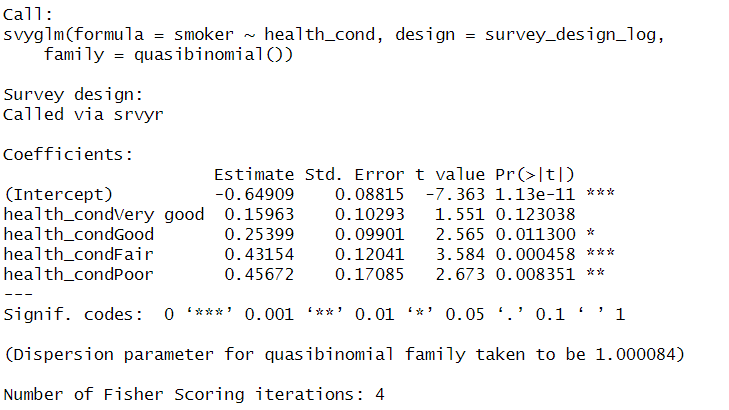 Call:
svyglm(formula = smoker ~ health_cond, design = survey_design_log,
    family = quasibinomial())

Survey design:
Called via srvyr

Coefficients:
                     Estimate Std. Error t value Pr(>|t|)
(Intercept)          -0.64909    0.08815  -7.363 1.13e-11 ***
health_condVery good  0.15963    0.10293   1.551 0.123038
health_condGood       0.25399    0.09901   2.565 0.011300 *
health_condFair       0.43154    0.12041   3.584 0.000458 ***
health_condPoor       0.45672    0.17085   2.673 0.008351 **
---
Signif. codes:  0 ‘***’ 0.001 ‘**’ 0.01 ‘*’ 0.05 ‘.’ 0.1 ‘ ’ 1

(Dispersion parameter for quasibinomial family taken to be 1.000084)

Number of Fisher Scoring iterations: 4